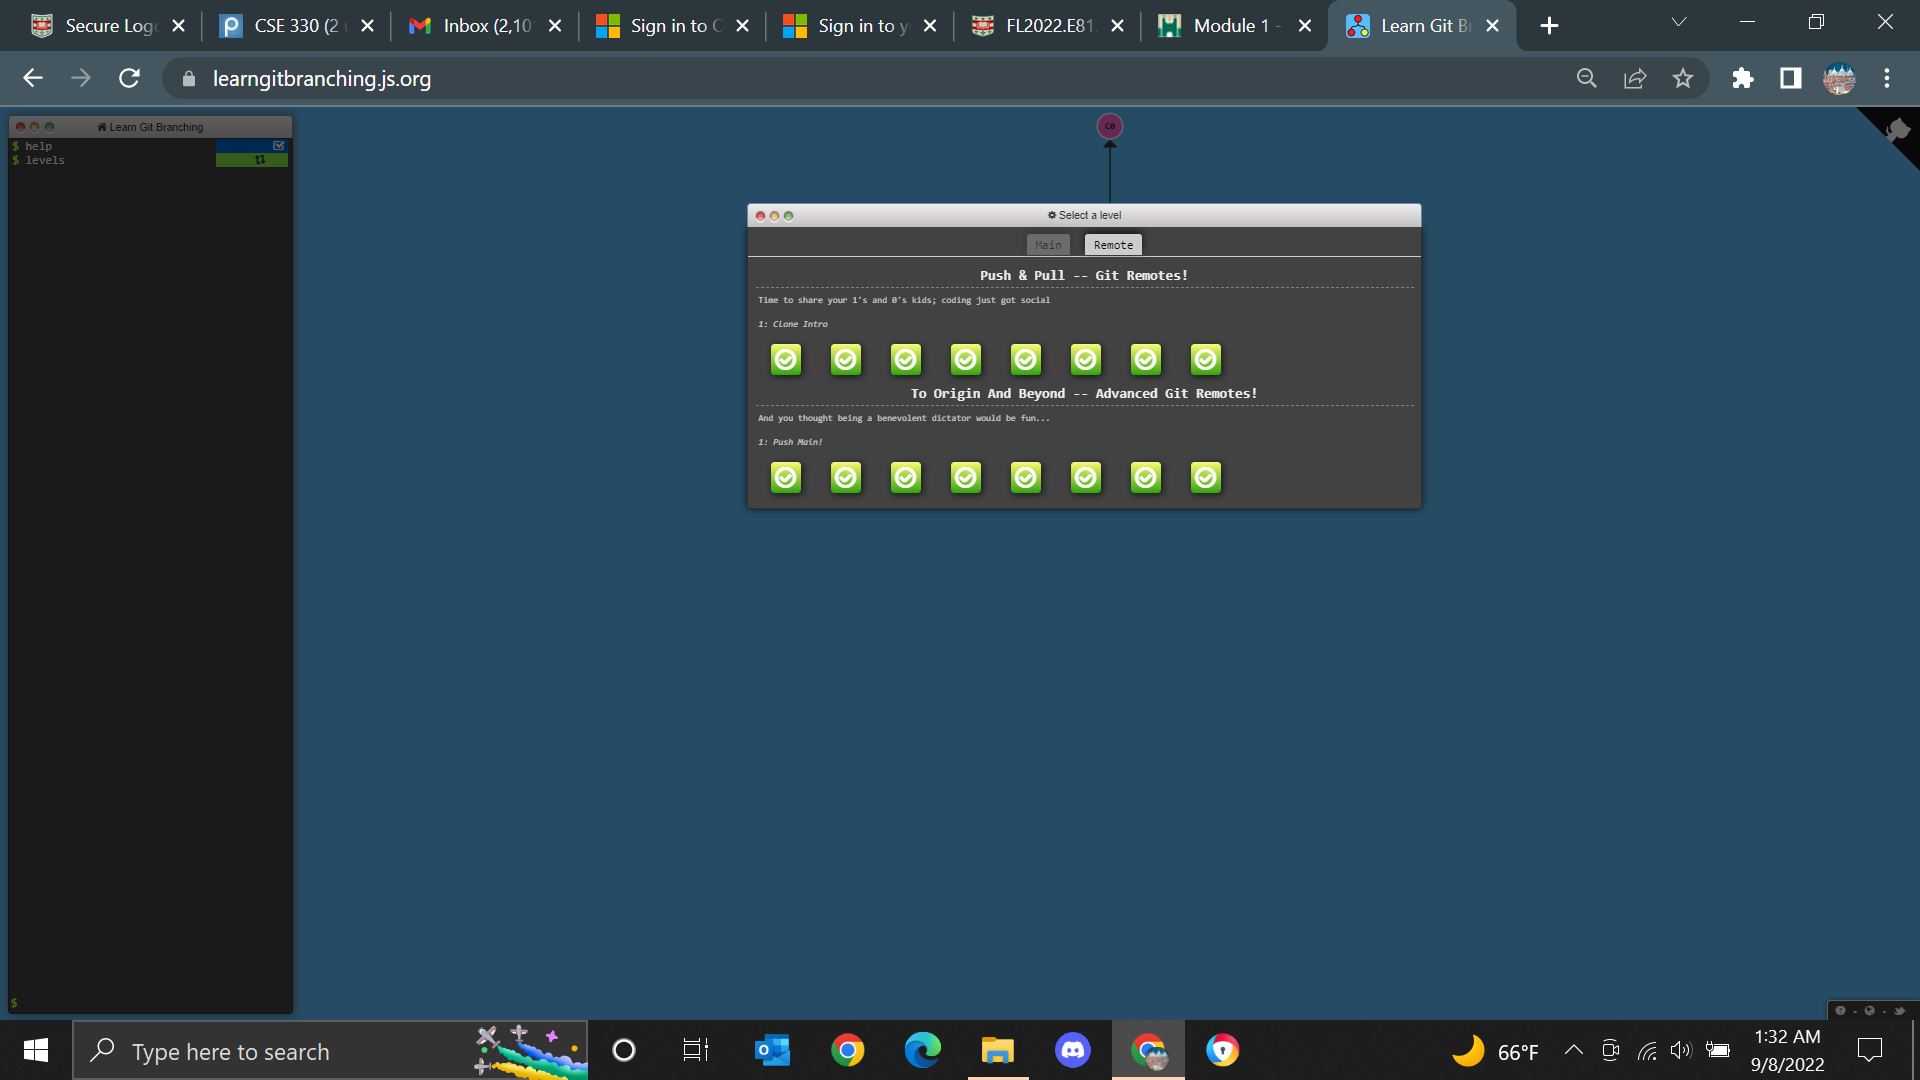 Secure Log
CSE 330 (2
Inbox (2,10
Sign in to O
Sign in to y
FL2022.E81.
Module 1 -
Learn Git Br
learngitbranching.js.org
Learn Git Branching
$ help
$ levels
$
c0
Select a level
Main
Remote
Push & Pull -- Git Remotes!
Time to share your 1's and 0's kids; coding just got social
1: Clone Intro
To Origin And Beyond -- Advanced Git Remotes!
And you thought being a benevolent dictator would be fun...
1: Push Main!
Type here to search
66°F
1:32 AM
9/8/2022